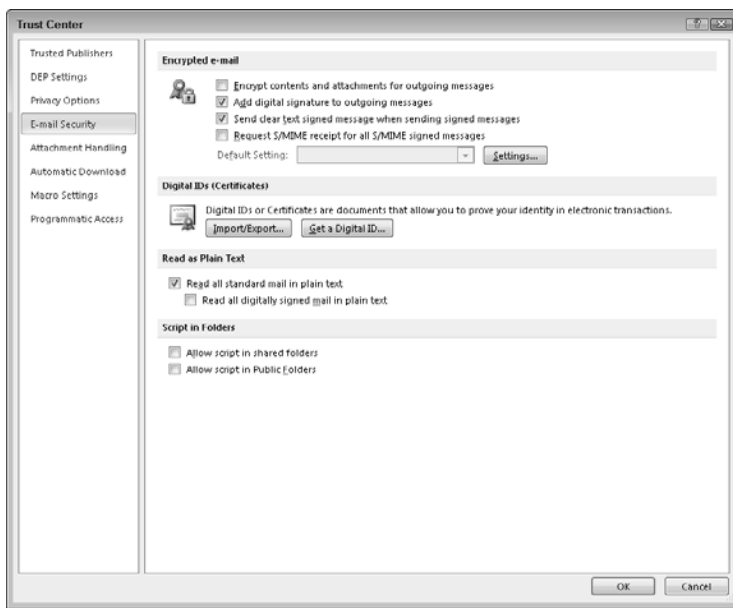 Trust Center
Trusted Publishers
DEP Settings
Privacy Options
E-mail Security
Attachment Handling
Automatic Download
Macro Settings
Programmatic Access
Encrypted e-mail
Encrypt contents and attachments for outgoing messages
Add digital signature to outgoing messages
Send clear text signed message when sending signed messages
Request S/MIME receipt for all S/MIME signed messages
Default Setting: Settings...
Digital IDs (Certificates)
Digital IDs or Certificates are documents that allow you to prove your identity in electronic transactions.
Import/Export... Get a Digital ID...
Read as Plain Text
Read all standard mail in plain text
Read all digitally signed mail in plain text
Script in Folders
Allow script in shared folders
Allow script in Public Folders
OK Cancel